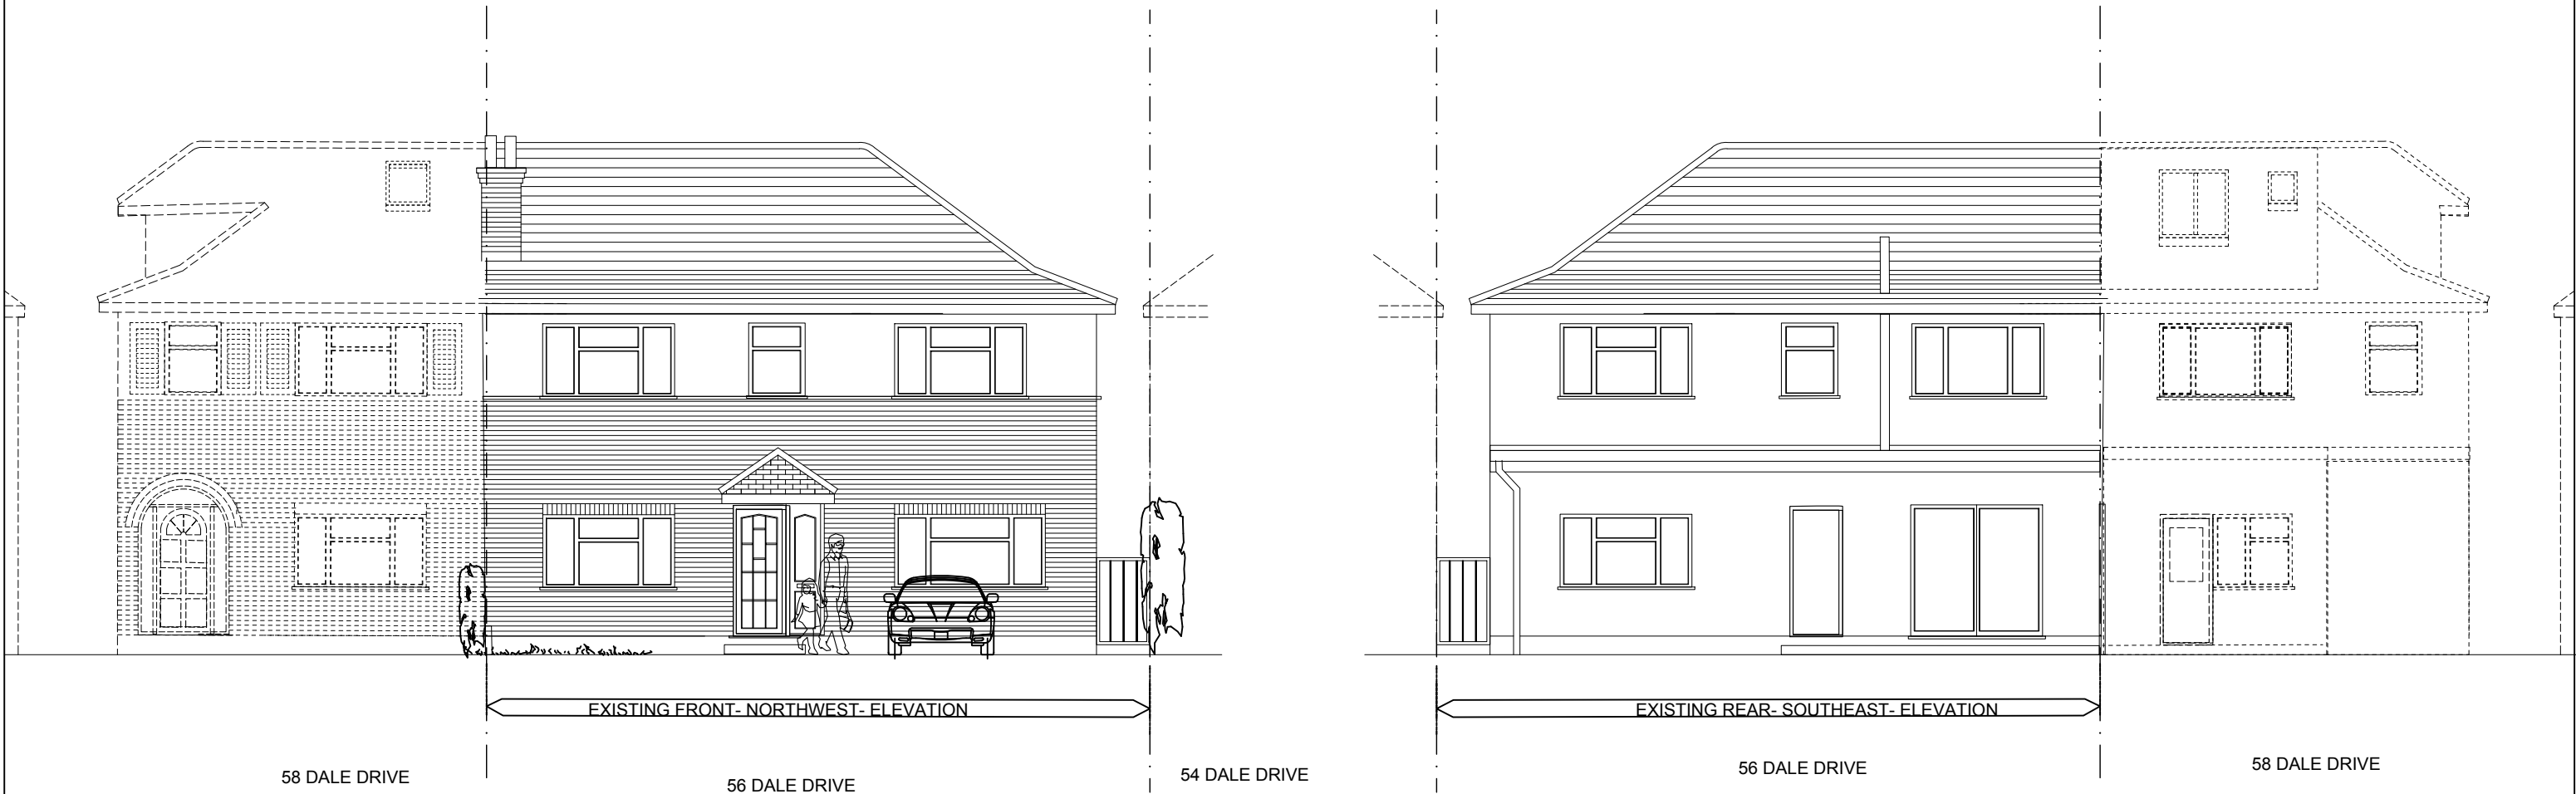 EXISTING FRONT- NORTHWEST- ELEVATION
EXISTING REAR- SOUTHEAST- ELEVATION
58 DALE DRIVE
56 DALE DRIVE
54 DALE DRIVE
56 DALE DRIVE
58 DALE DRIVE